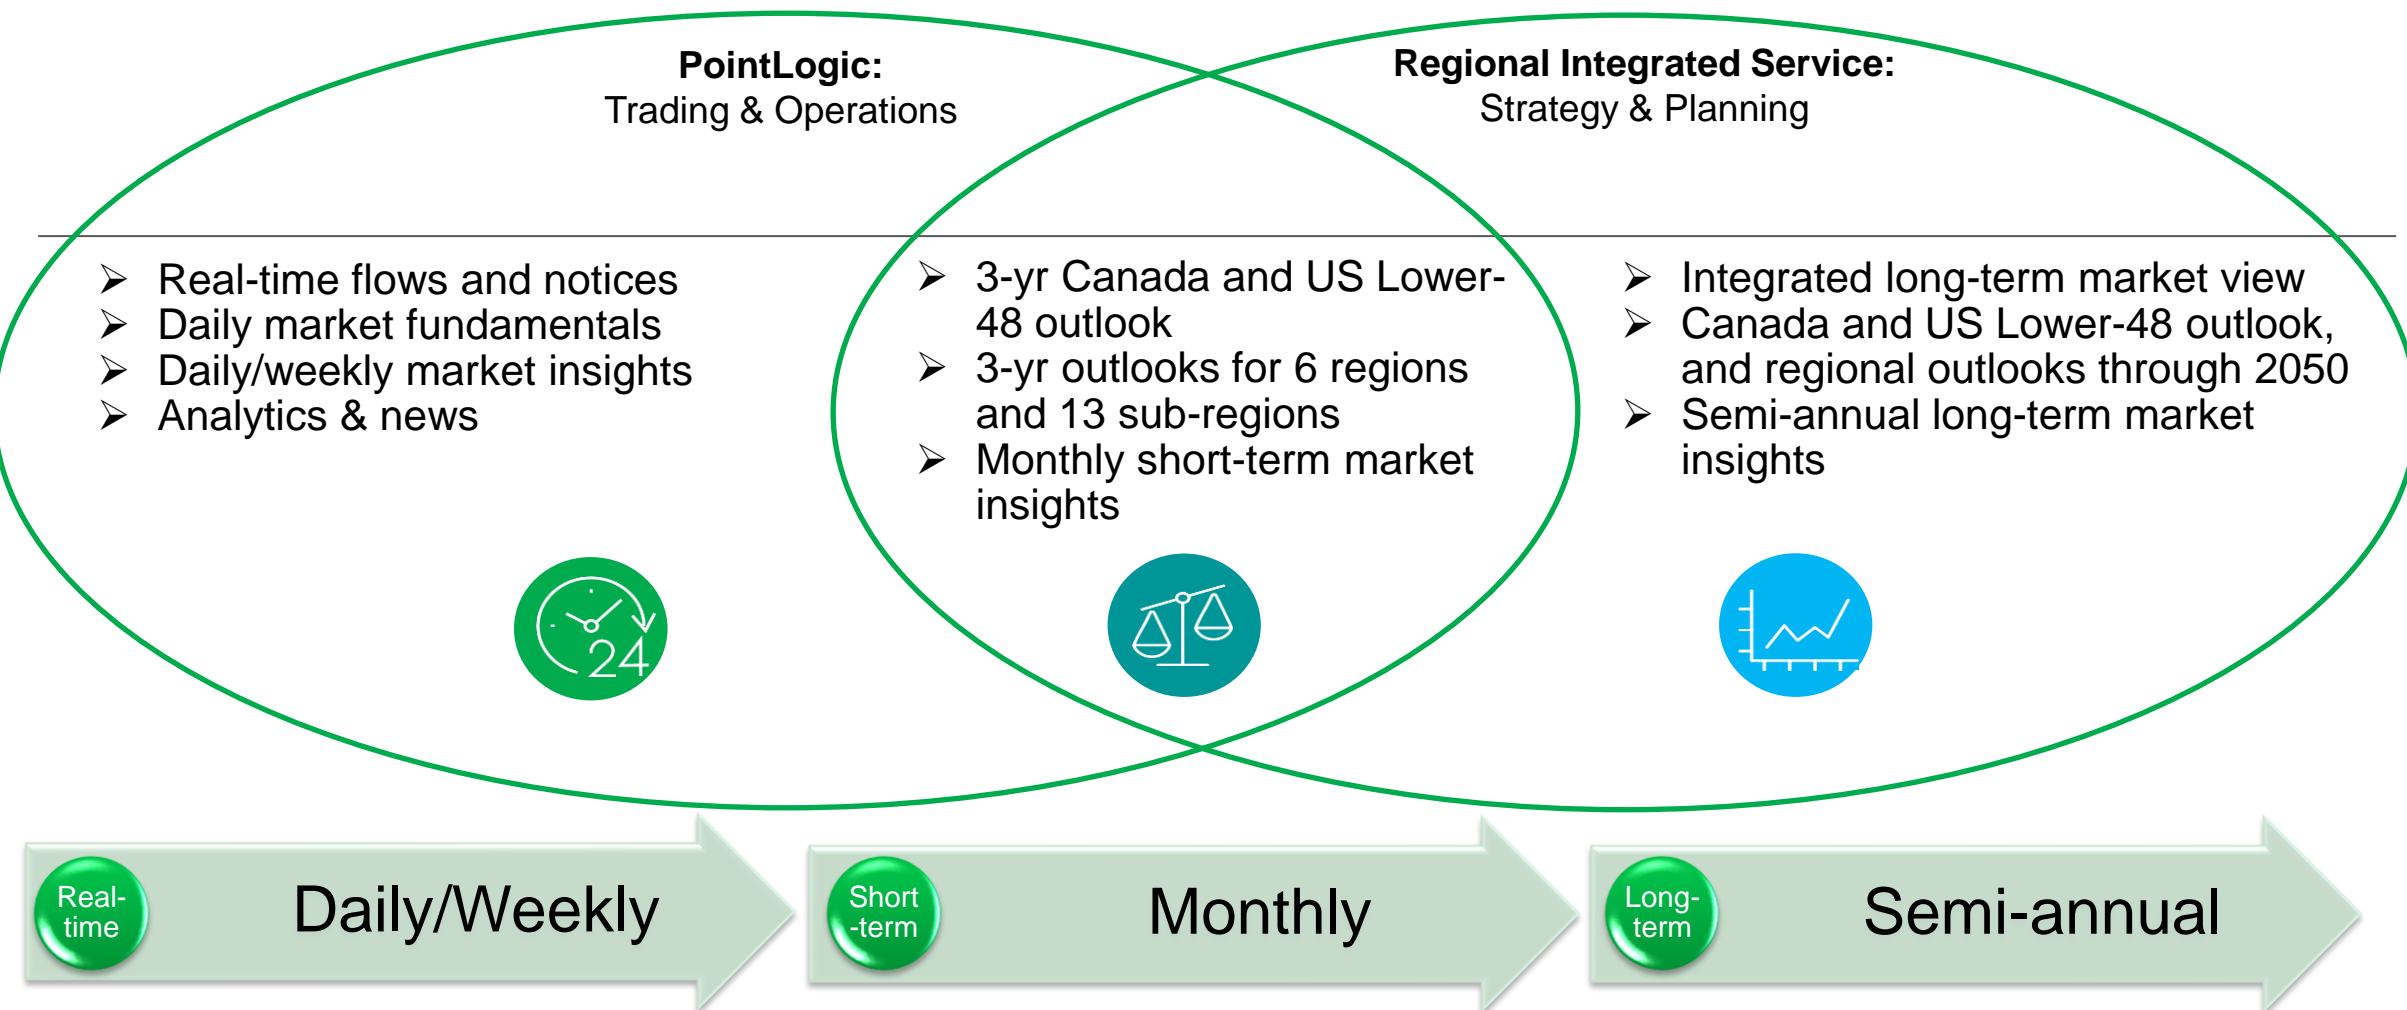 PointLogic:
Trading & Operations
Regional Integrated Service:
Strategy & Planning
➢ Real-time flows and notices
➢ Daily market fundamentals
➢ Daily/weekly market insights
➢ Analytics & news
➢ 3-yr Canada and US Lower-
48 outlook
➢ 3-yr outlooks for 6 regions
and 13 sub-regions
➢ Monthly short-term market
insights
➢ Integrated long-term market view
➢ Canada and US Lower-48 outlook,
and regional outlooks through 2050
➢ Semi-annual long-term market
insights
24
Real-
time
Daily/Weekly
Short
-term
Monthly
Long-
term
Semi-annual